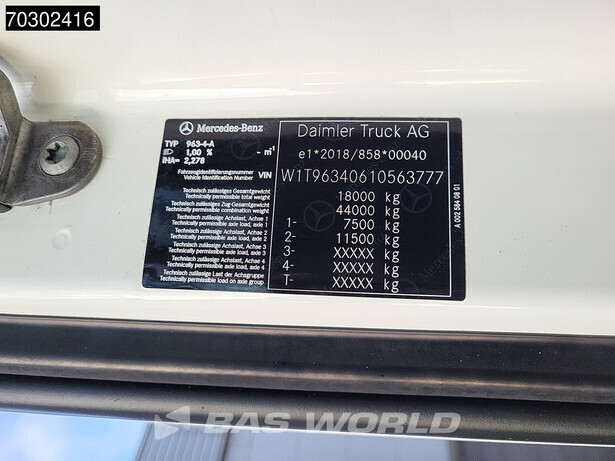 70302416
Mercedes-Benz
Daimler Truck AG
TYP 963-4-A
1,00 % - m⁻¹
e1*2018/858*00040
iHA= 2,278
Fahrzeugidentifizierungsnummer
Vehicle Identification Number VIN W1T96340610563777
Technisch zulässiges Gesamtgewicht
Technically permissible total weight 18000 kg
Technisch zulässiges Zug-Gesamtgewicht
Technically permissible combination weight 44000 kg
Technisch zulässige Achslast, Achse 1
Technically permissible axle load, axle 1 1- 7500 kg
Technisch zulässige Achslast, Achse 2
Technically permissible axle load, axle 2 2- 11500 kg
Technisch zulässige Achslast, Achse 3
Technically permissible axle load, axle 3 3- XXXXX kg
Technisch zulässige Achslast, Achse 4
Technically permissible axle load, axle 4 4- XXXXX kg
Technisch zulässige Last der Achsgruppe
Technically permissible load on axle group T- XXXXX kg
A 002 584 08 01
BAS WORLD